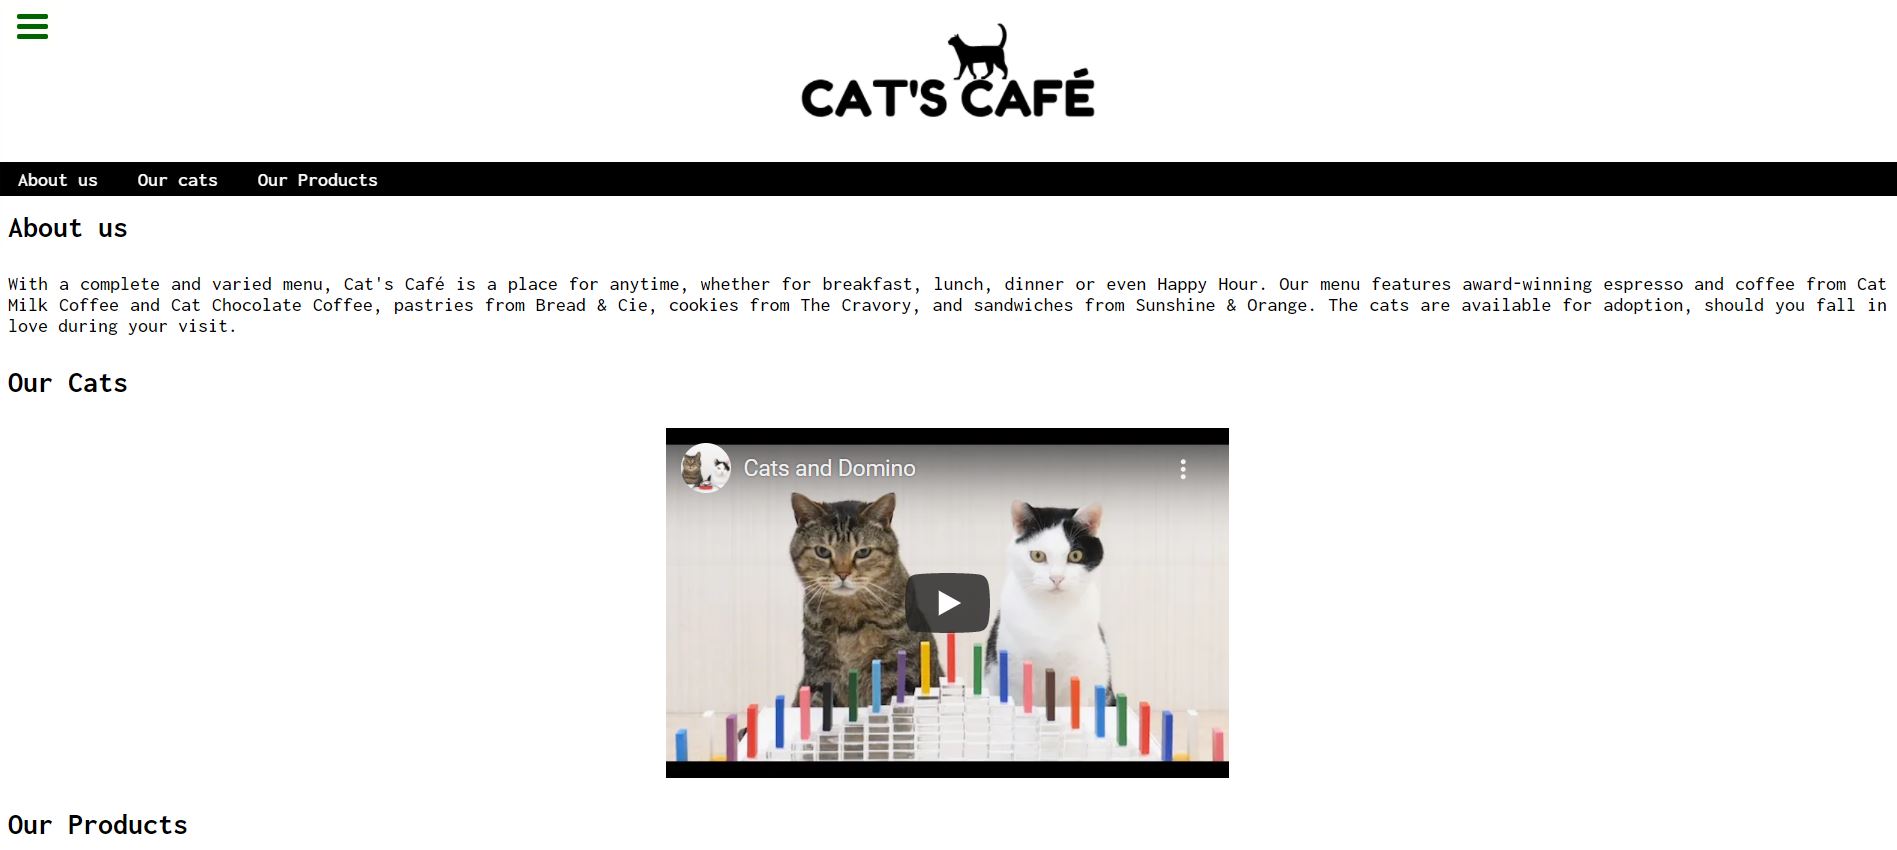 CAT'S CAFÉ
About us Our cats Our Products
About us
With a complete and varied menu, Cat's Café is a place for anytime, whether for breakfast, lunch, dinner or even Happy Hour. Our menu features award-winning espresso and coffee from Cat
Milk Coffee and Cat Chocolate Coffee, pastries from Bread & Cie, cookies from The Cravory, and sandwiches from Sunshine & Orange. The cats are available for adoption, should you fall in
love during your visit.
Our Cats
Cats and Domino
Our Products